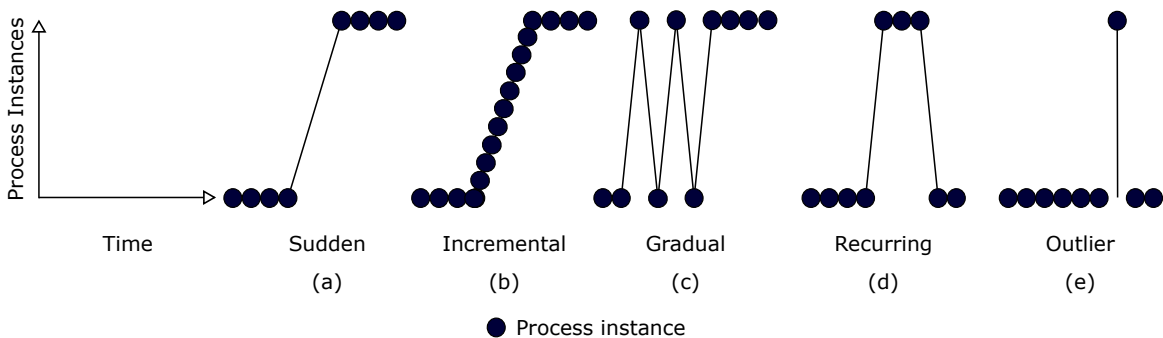 Process Instances
Time
Sudden
Incremental
Gradual
Recurring
Outlier
(a)
(b)
(c)
(d)
(e)
Process instance